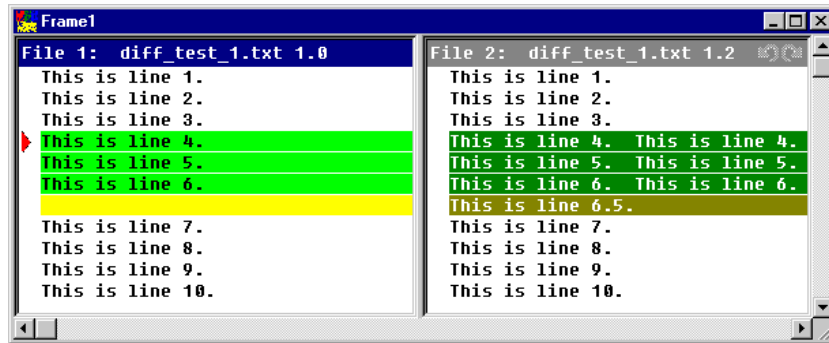 Frame1
File 1:  diff_test_1.txt 1.0
This is line 1.
This is line 2.
This is line 3.
This is line 4.
This is line 5.
This is line 6.
This is line 7.
This is line 8.
This is line 9.
This is line 10.
File 2:  diff_test_1.txt 1.2
This is line 1.
This is line 2.
This is line 3.
This is line 4.  This is line 4.
This is line 5.  This is line 5.
This is line 6.  This is line 6.
This is line 6.5.
This is line 7.
This is line 8.
This is line 9.
This is line 10.